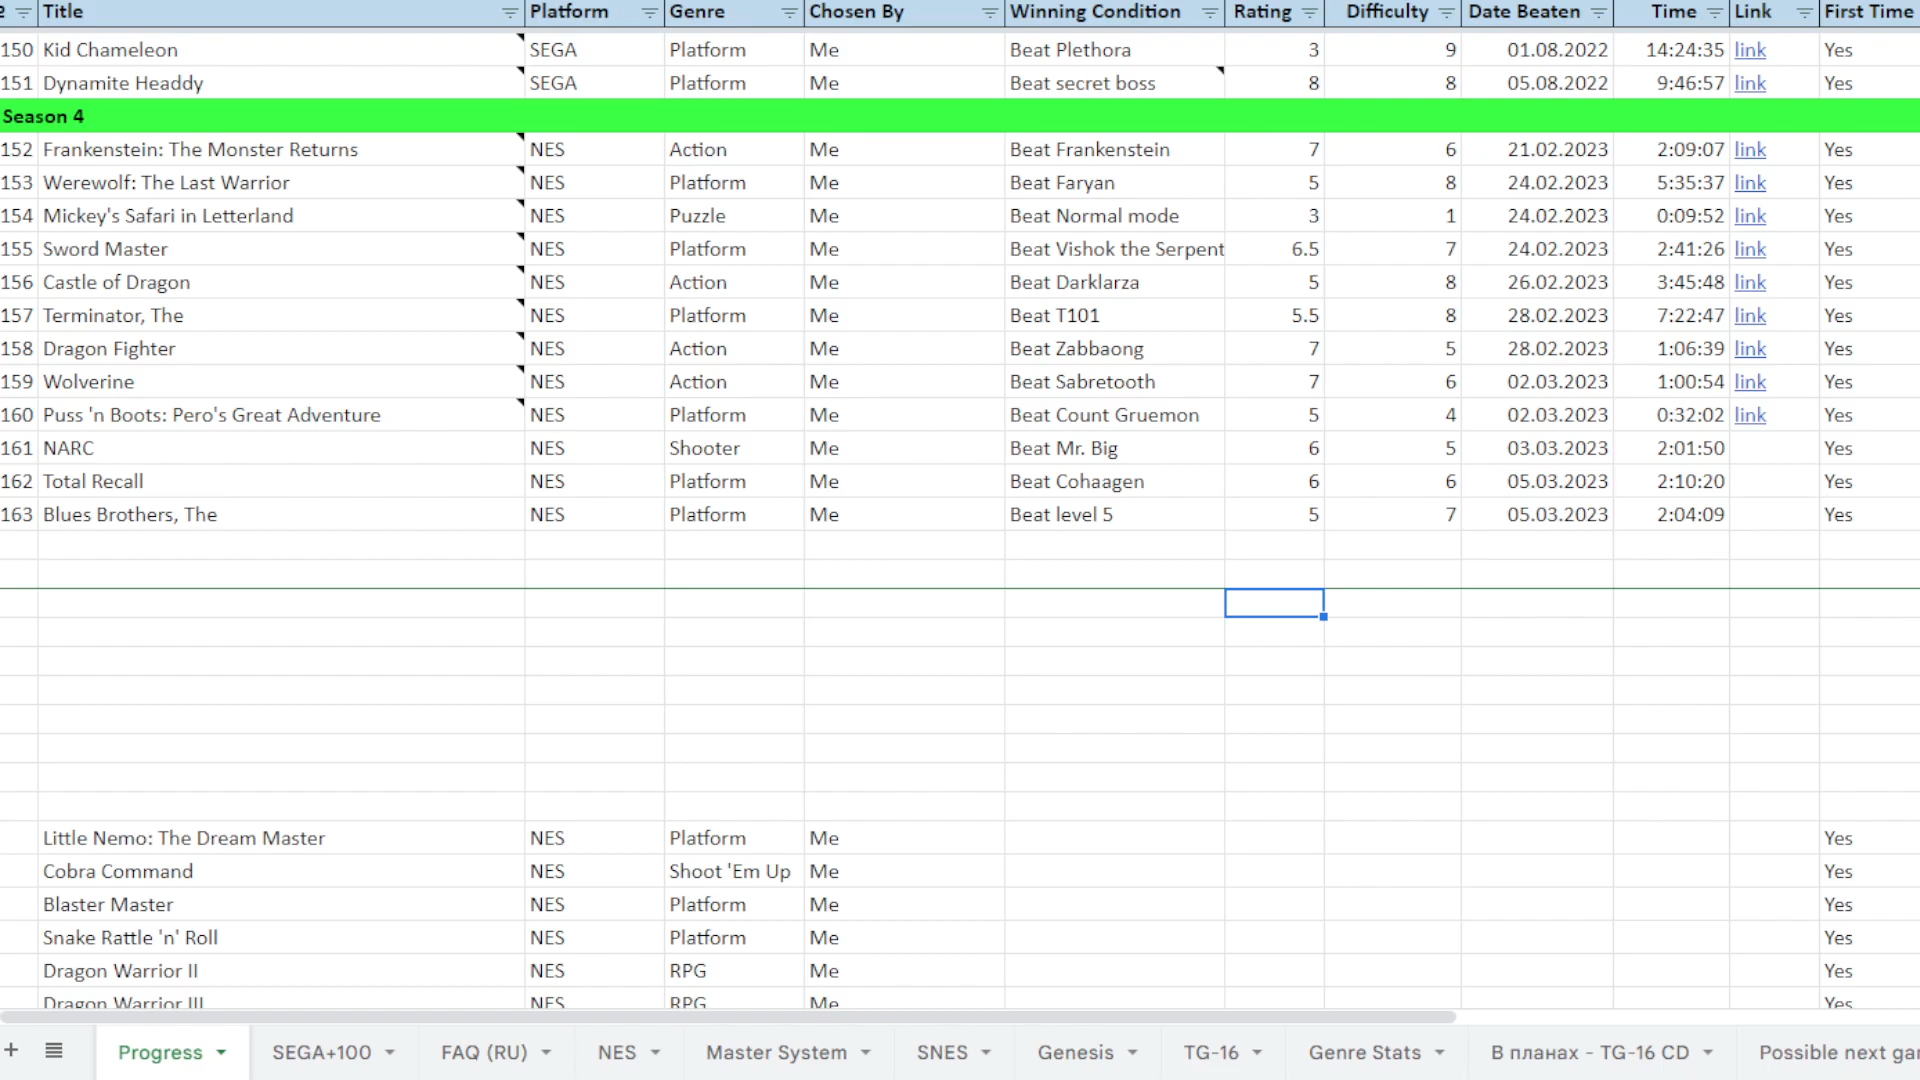 Title Platform Genre Chosen By Winning Condition Rating Difficulty Date Beaten Time Link First Time
150 Kid Chameleon SEGA Platform Me Beat Plethora 3 9 01.08.2022 14:24:35 link Yes
151 Dynamite Headdy SEGA Platform Me Beat secret boss 8 8 05.08.2022 9:46:57 link Yes
Season 4
152 Frankenstein: The Monster Returns NES Action Me Beat Frankenstein 7 6 21.02.2023 2:09:07 link Yes
153 Werewolf: The Last Warrior NES Platform Me Beat Faryan 5 8 24.02.2023 5:35:37 link Yes
154 Mickey's Safari in Letterland NES Puzzle Me Beat Normal mode 3 1 24.02.2023 0:09:52 link Yes
155 Sword Master NES Platform Me Beat Vishok the Serpent 6.5 7 24.02.2023 2:41:26 link Yes
156 Castle of Dragon NES Action Me Beat Darklarza 5 8 26.02.2023 3:45:48 link Yes
157 Terminator, The NES Platform Me Beat T101 5.5 8 28.02.2023 7:22:47 link Yes
158 Dragon Fighter NES Action Me Beat Zabbaong 7 5 28.02.2023 1:06:39 link Yes
159 Wolverine NES Action Me Beat Sabretooth 7 6 02.03.2023 1:00:54 link Yes
160 Puss 'n Boots: Pero's Great Adventure NES Platform Me Beat Count Gruemon 5 4 02.03.2023 0:32:02 link Yes
161 NARC NES Shooter Me Beat Mr. Big 6 5 03.03.2023 2:01:50 Yes
162 Total Recall NES Platform Me Beat Cohaagen 6 6 05.03.2023 2:10:20 Yes
163 Blues Brothers, The NES Platform Me Beat level 5 5 7 05.03.2023 2:04:09 Yes
Little Nemo: The Dream Master NES Platform Me Yes
Cobra Command NES Shoot 'Em Up Me Yes
Blaster Master NES Platform Me Yes
Snake Rattle 'n' Roll NES Platform Me Yes
Dragon Warrior II NES RPG Me Yes
Dragon Warrior III NES RPG Me Yes
+ Progress SEGA+100 FAQ (RU) NES Master System SNES Genesis TG-16 Genre Stats В планах - TG-16 CD Possible next